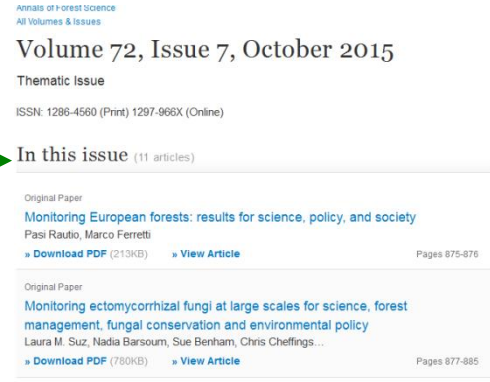 Annals of Forest Science
All Volumes & Issues
Volume 72, Issue 7, October 2015
Thematic Issue
ISSN: 1286-4560 (Print) 1297-966X (Online)
In this issue (11 articles)
Original Paper
Monitoring European forests: results for science, policy, and society
Pasi Rautio, Marco Ferretti
» Download PDF (213KB) » View Article Pages 875-876
Original Paper
Monitoring ectomycorrhizal fungi at large scales for science, forest
management, fungal conservation and environmental policy
Laura M. Suz, Nadia Barsoum, Sue Benham, Chris Cheffings…
» Download PDF (780KB) » View Article Pages 877-885